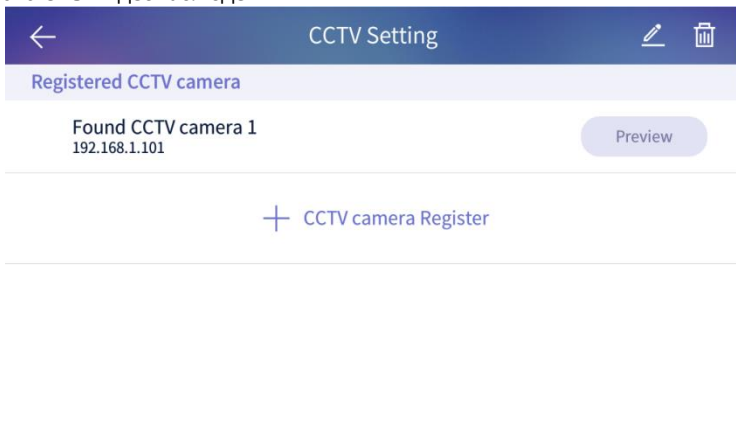 CCTV Setting
Registered CCTV camera
Found CCTV camera 1
192.168.1.101
Preview
CCTV camera Register